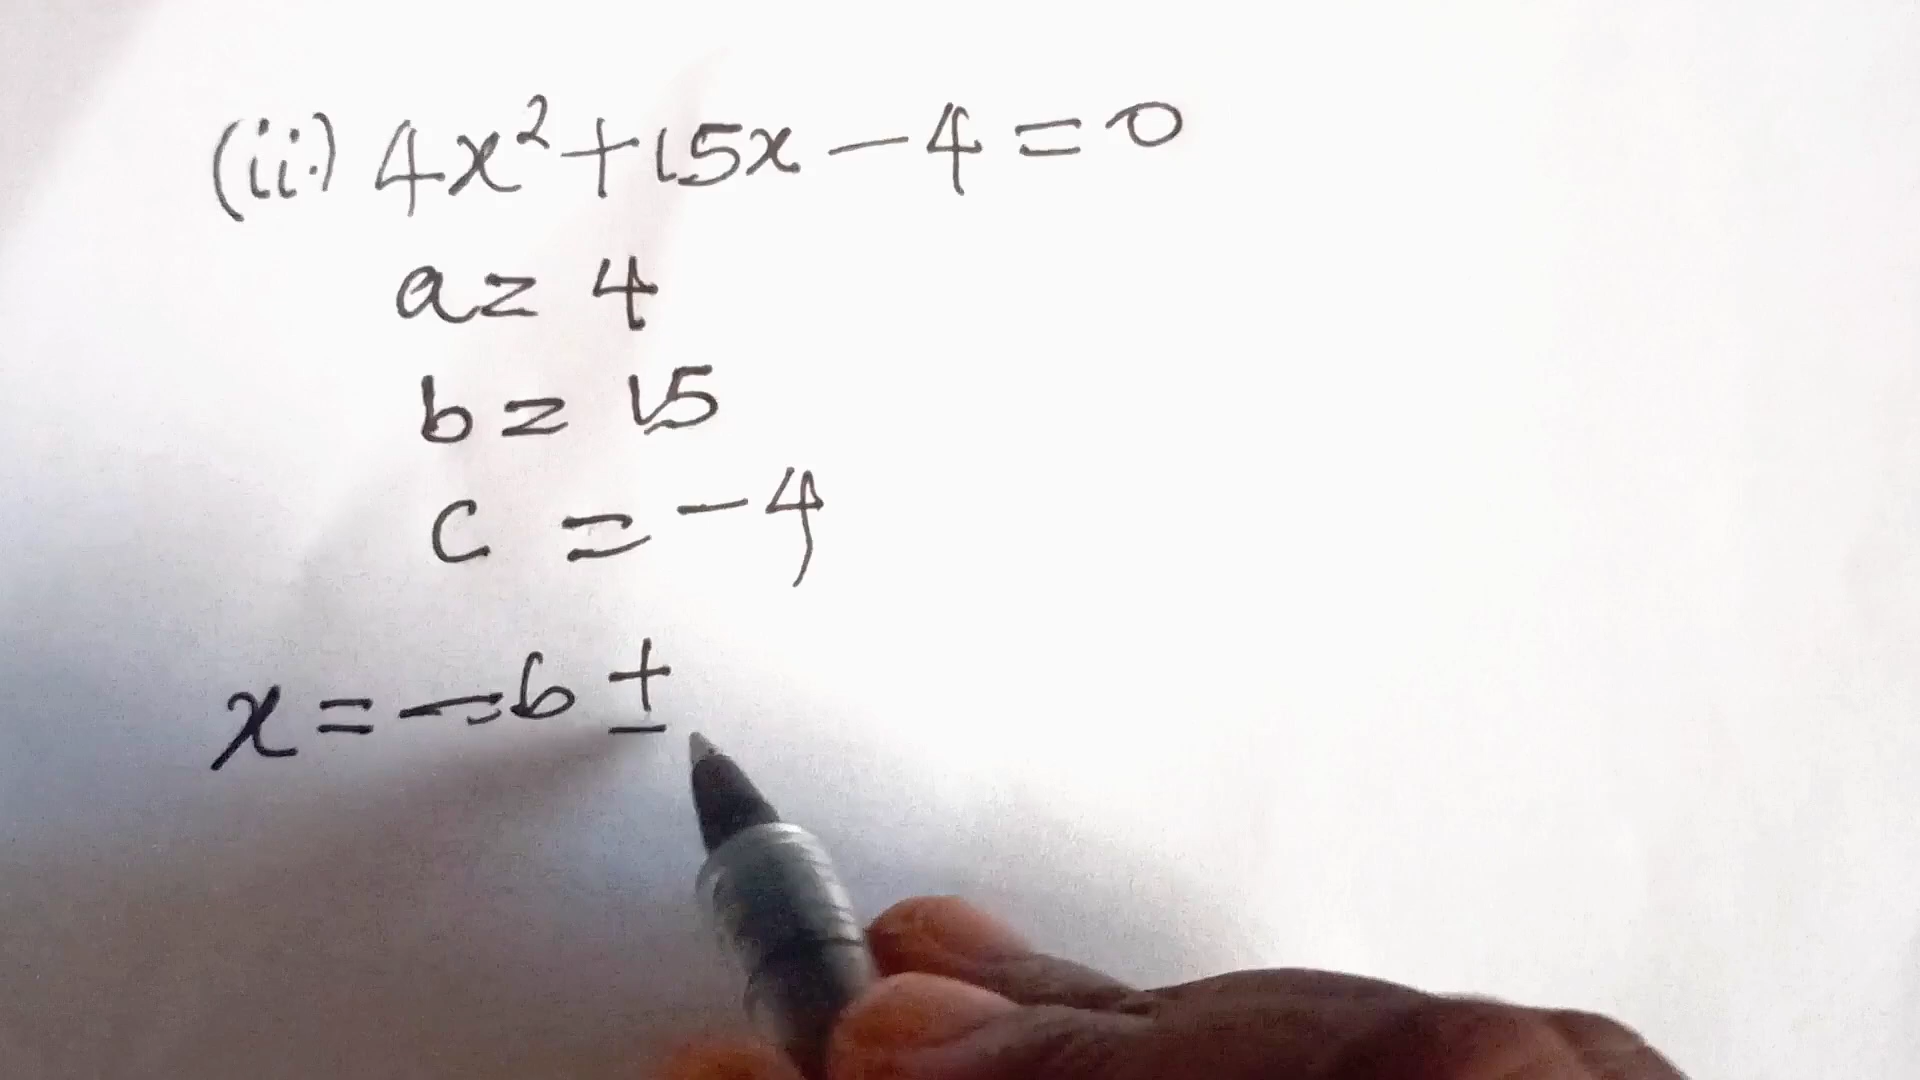 (ii.) 4x² + 15x - 4 = 0
a = 4
b = 15
c = -4
x = -b ±